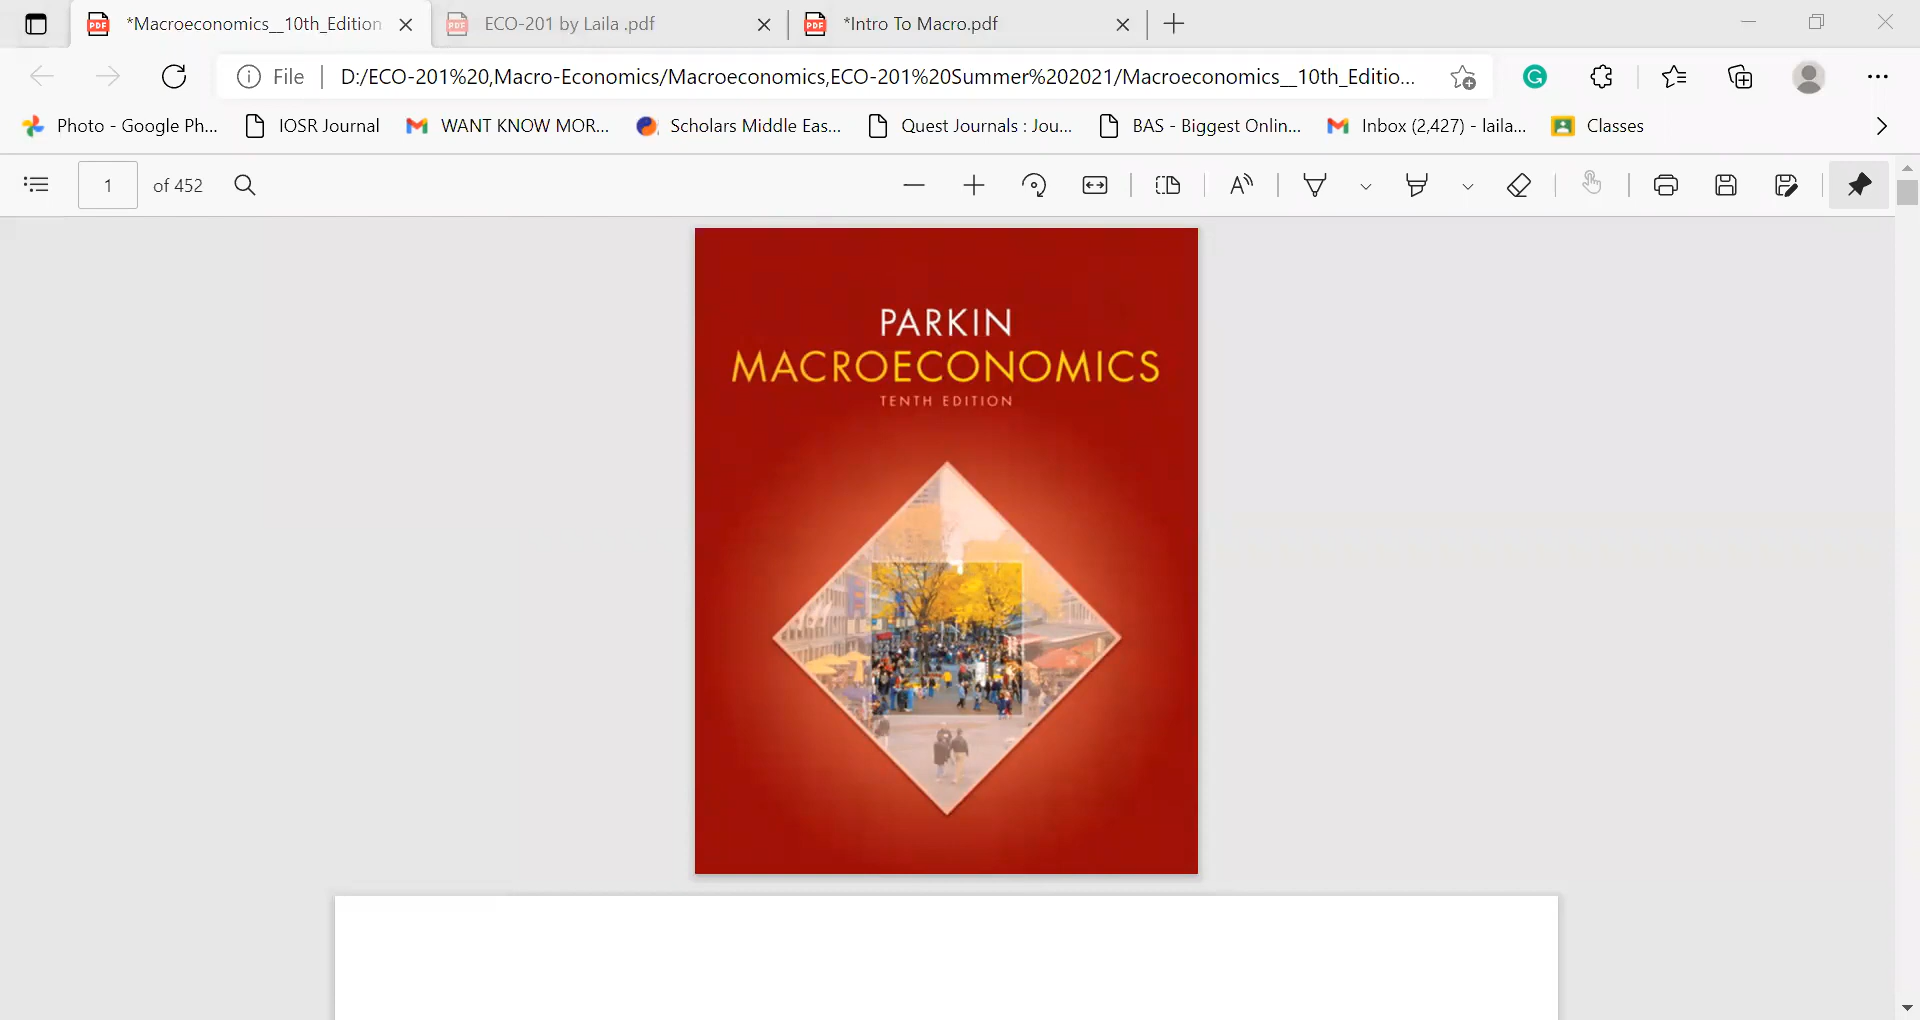 *Macroeconomics__10th_Edition
ECO-201 by Laila .pdf
*Intro To Macro.pdf
File
D:/ECO-201%20,Macro-Economics/Macroeconomics,ECO-201%20Summer%202021/Macroeconomics__10th_Editio...
Photo - Google Ph...
IOSR Journal
WANT KNOW MOR...
Scholars Middle Eas...
Quest Journals : Jou...
BAS - Biggest Onlin...
Inbox (2,427) - laila...
Classes
1 of 452
PARKIN
MACROECONOMICS
TENTH EDITION